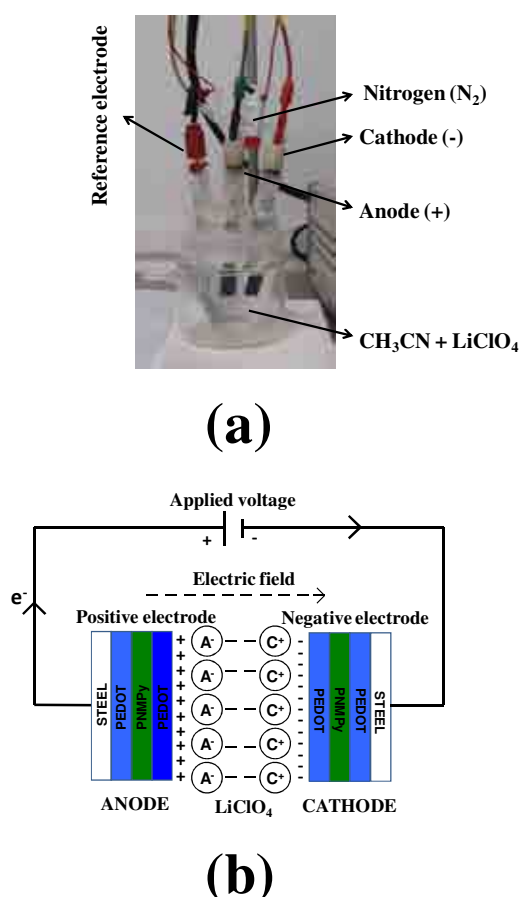 Reference electrode
Nitrogen (N₂)
Cathode (-)
Anode (+)
CH₃CN + LiClO₄
(a)
Applied voltage
+ -
Electric field
e⁻
Positive electrode
Negative electrode
STEEL
PEDOT
PNMPy
PEDOT
+ + + + + + + + +
A⁻ A⁻ A⁻ A⁻ A⁻
C⁺ C⁺ C⁺ C⁺ C⁺
PEDOT
PNMPy
PEDOT
STEEL
ANODE
LiClO₄
CATHODE
(b)